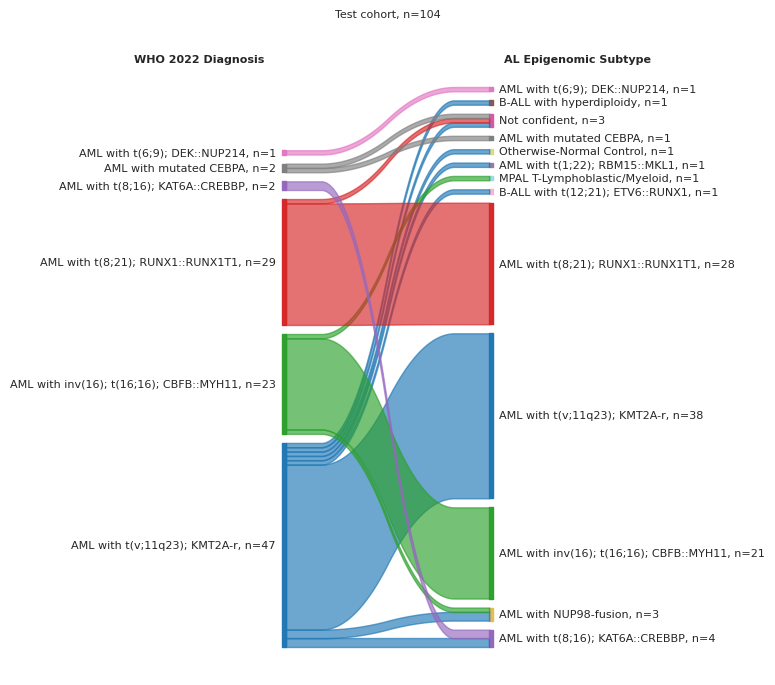 Test cohort, n=104
WHO 2022 Diagnosis
AL Epigenomic Subtype
AML with t(6;9); DEK::NUP214, n=1
AML with mutated CEBPA, n=2
AML with t(8;16); KAT6A::CREBBP, n=2
AML with t(8;21); RUNX1::RUNX1T1, n=29
AML with inv(16); t(16;16); CBFB::MYH11, n=23
AML with t(v;11q23); KMT2A-r, n=47
AML with t(6;9); DEK::NUP214, n=1
B-ALL with hyperdiploidy, n=1
Not confident, n=3
AML with mutated CEBPA, n=1
Otherwise-Normal Control, n=1
AML with t(1;22); RBM15::MKL1, n=1
MPAL T-Lymphoblastic/Myeloid, n=1
B-ALL with t(12;21); ETV6::RUNX1, n=1
AML with t(8;21); RUNX1::RUNX1T1, n=28
AML with t(v;11q23); KMT2A-r, n=38
AML with inv(16); t(16;16); CBFB::MYH11, n=21
AML with NUP98-fusion, n=3
AML with t(8;16); KAT6A::CREBBP, n=4